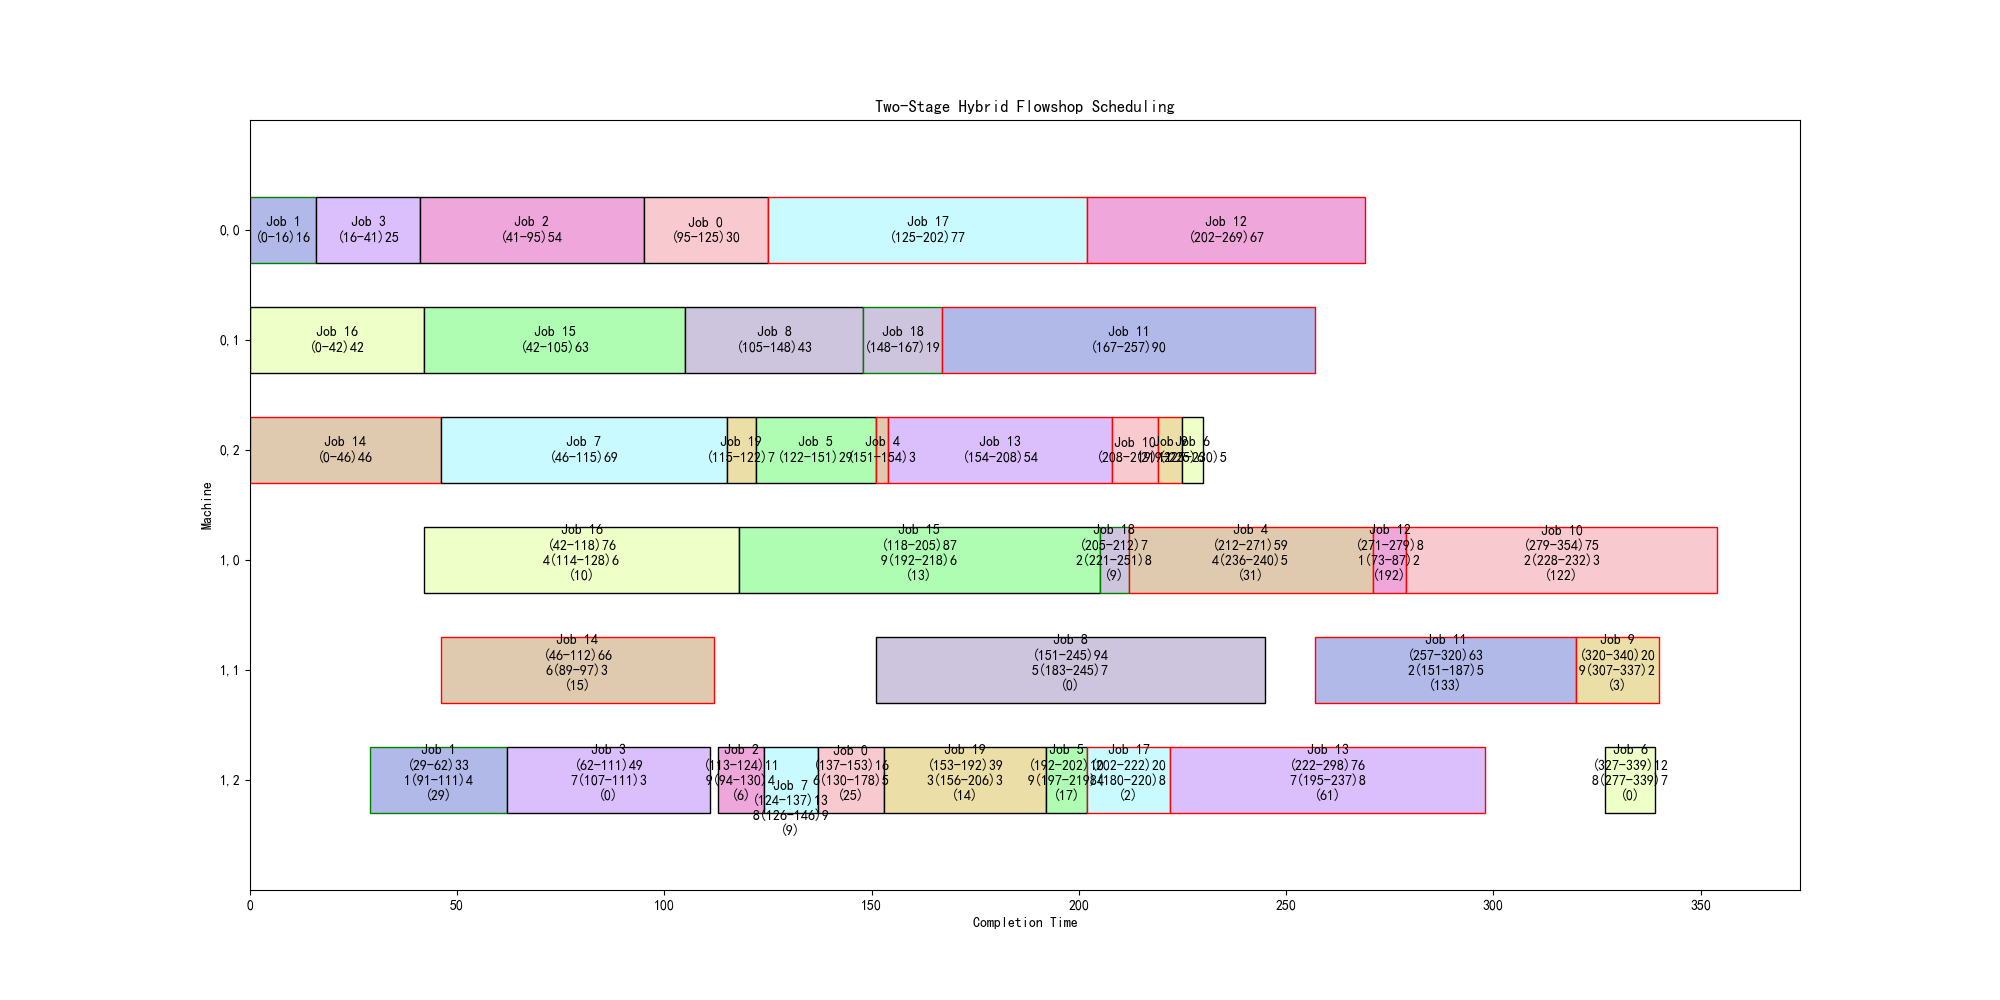 Two-Stage Hybrid Flowshop Scheduling
Machine
0,0
Job 1
(0-16)16
Job 3
(16-41)25
Job 2
(41-95)54
Job 0
(95-125)30
Job 17
(125-202)77
Job 12
(202-269)67
0,1
Job 16
(0-42)42
Job 15
(42-105)63
Job 8
(105-148)43
Job 18
(148-167)19
Job 11
(167-257)90
0,2
Job 14
(0-46)46
Job 7
(46-115)69
Job 19
(115-122)7
Job 5
(122-151)29
Job 4
(151-154)3
Job 13
(154-208)54
Job 10
Job 6
1,0
Job 16
(42-118)76
4(114-128)6
(10)
Job 15
(118-205)87
9(192-218)6
(13)
Job 18
(205-212)7
2(221-251)8
(9)
Job 4
(212-271)59
4(236-240)5
(31)
Job 12
(271-279)8
1(73-87)2
(192)
Job 10
(279-354)75
2(228-232)3
(122)
1,1
Job 14
(46-112)66
6(89-97)3
(15)
Job 8
(151-245)94
5(183-245)7
(0)
Job 11
(257-320)63
2(151-187)5
(133)
Job 9
(320-340)20
9(307-337)2
(3)
1,2
Job 1
(29-62)33
1(91-111)4
(29)
Job 3
(62-111)49
7(107-111)3
(0)
Job 2
(113-124)11
9(94-130)4
(6)
Job 7
(124-137)13
8(126-146)9
(9)
Job 0
(137-153)16
6(130-178)5
(25)
Job 19
(153-192)39
3(156-206)3
(14)
Job 5
(192-202)10
9(197-219)4
(17)
Job 17
(202-222)20
8(180-220)8
(2)
Job 13
(222-298)76
7(195-237)8
(61)
Job 6
(327-339)12
8(277-339)7
(0)
0
50
100
150
200
250
300
350
Completion Time